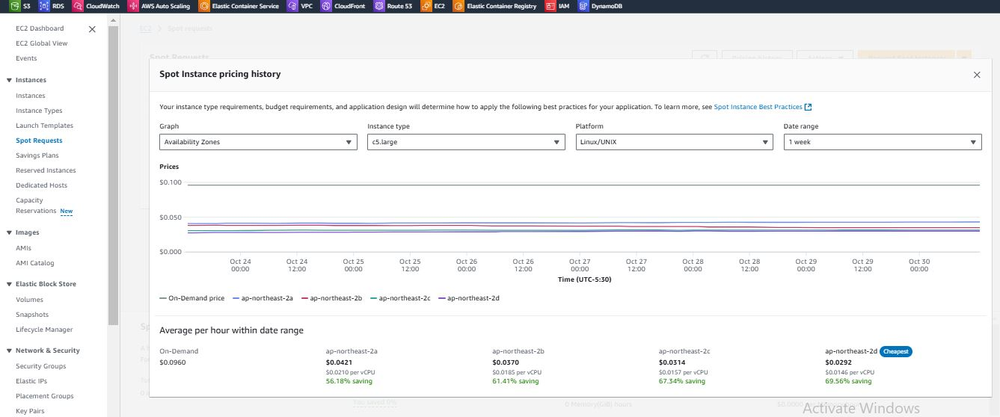 S3 RDS CloudWatch AWS Auto Scaling Elastic Container Service VPC CloudFront Route 53 EC2 Elastic Container Registry IAM DynamoDB
EC2 Dashboard
EC2 Global View
Events
Instances
Instances
Instance Types
Launch Templates
Spot Requests
Savings Plans
Reserved Instances
Dedicated Hosts
Capacity
Reservations New
Images
AMIs
AMI Catalog
Elastic Block Store
Volumes
Snapshots
Lifecycle Manager
Network & Security
Security Groups
Elastic IPs
Placement Groups
Key Pairs
EC2 Spot requests
Spot Requests
Pricing history Actions
Spot Instance pricing history
Your instance type requirements, budget requirements, and application design will determine how to apply the following best practices for your application. To learn more, see Spot Instance Best Practices
Graph Instance type Platform Date range
Availability Zones c5.large Linux/UNIX 1 week
Prices
$0.100
$0.050
$0.000
Oct 24 Oct 24 Oct 25 Oct 25 Oct 26 Oct 26 Oct 27 Oct 27 Oct 28 Oct 28 Oct 29 Oct 29 Oct 30
00:00 12:00 00:00 12:00 00:00 12:00 00:00 12:00 00:00 12:00 00:00 12:00 00:00
Time (UTC-5:30)
On-Demand price ap-northeast-2a ap-northeast-2b ap-northeast-2c ap-northeast-2d
Average per hour within date range
On-Demand ap-northeast-2a ap-northeast-2b ap-northeast-2c ap-northeast-2d Cheapest
$0.0960 $0.0421 $0.0370 $0.0314 $0.0292
$0.0210 per vCPU $0.0185 per vCPU $0.0157 per vCPU $0.0146 per vCPU
56.18% saving 61.41% saving 67.34% saving 69.56% saving
You saved 0% 0 Memory(GiB) hours
Activate Windows